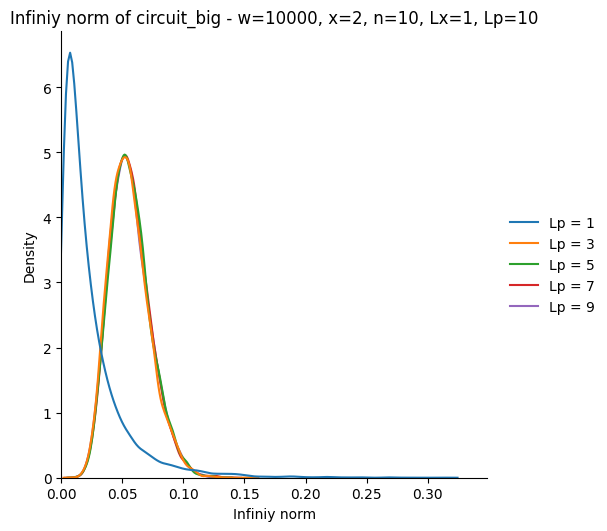 Infiniy norm of circuit_big - w=10000, x=2, n=10, Lx=1, Lp=10
6
5
4
3
2
1
0
Density
0.00 0.05 0.10 0.15 0.20 0.25 0.30
Infiniy norm
Lp = 1
Lp = 3
Lp = 5
Lp = 7
Lp = 9